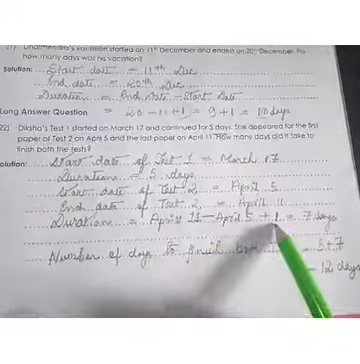 21) Dharmendra's vacation started on 11th December and ended on 20th December. For
how many days was his vacation?
Solution: Start date = 11th Dec
End date = 20th Dec
Duration = End Date - Start Date
Long Answer Question = 20 - 11 + 1 = 9 + 1 = 10 days
22) Diksha's Test 1 started on March 17 and continued for 5 days. She appeared for the first
paper of Test 2 on April 5 and the last paper on April 11. How many days did it take to
finish both the tests?
Solution: Start date of Test 1 = March 17
Duration = 5 days
Start date of Test 2 = April 5
End date of Test 2 = April 11
Duration = April 11 - April 5 + 1 = 7 days
Number of days to finish = 5 + 7
= 12 days